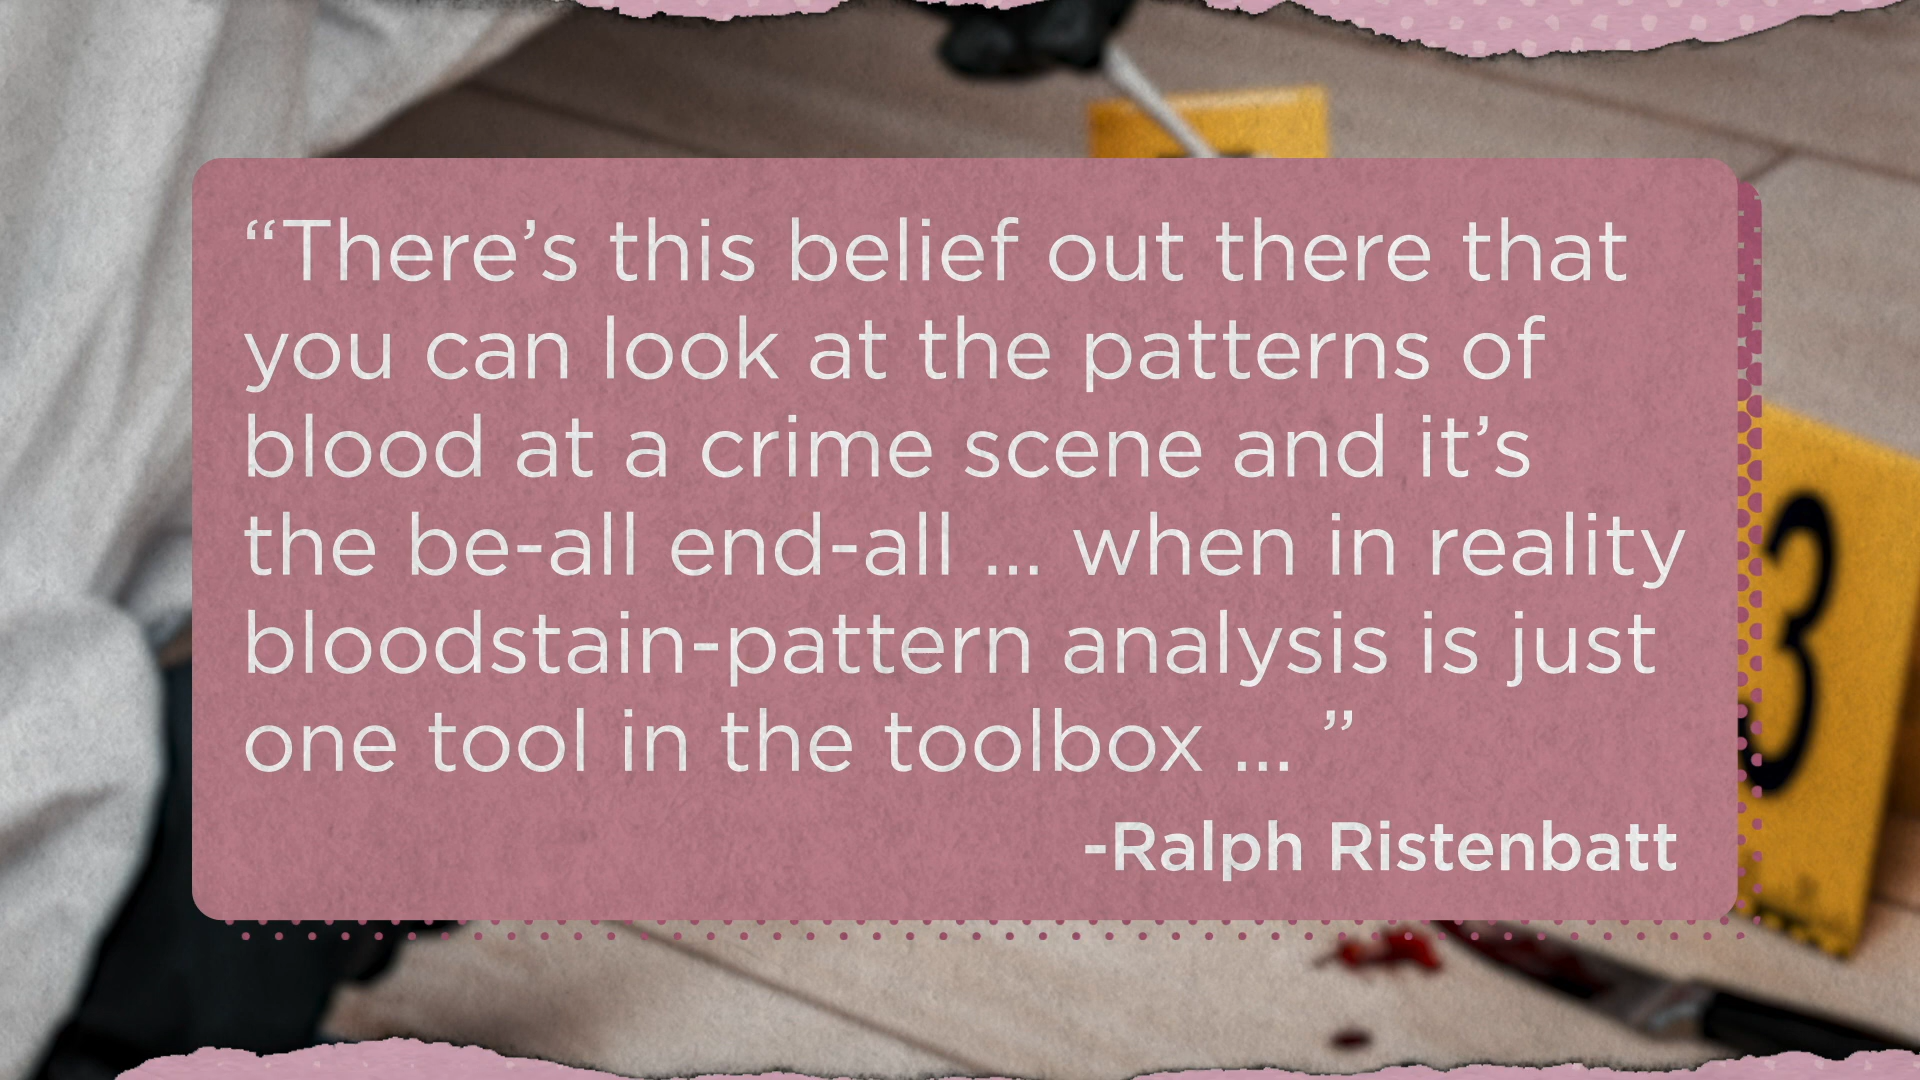 “There’s this belief out there that
you can look at the patterns of
blood at a crime scene and it’s
the be-all end-all ... when in reality
bloodstain-pattern analysis is just
one tool in the toolbox ... ”
-Ralph Ristenbatt
3